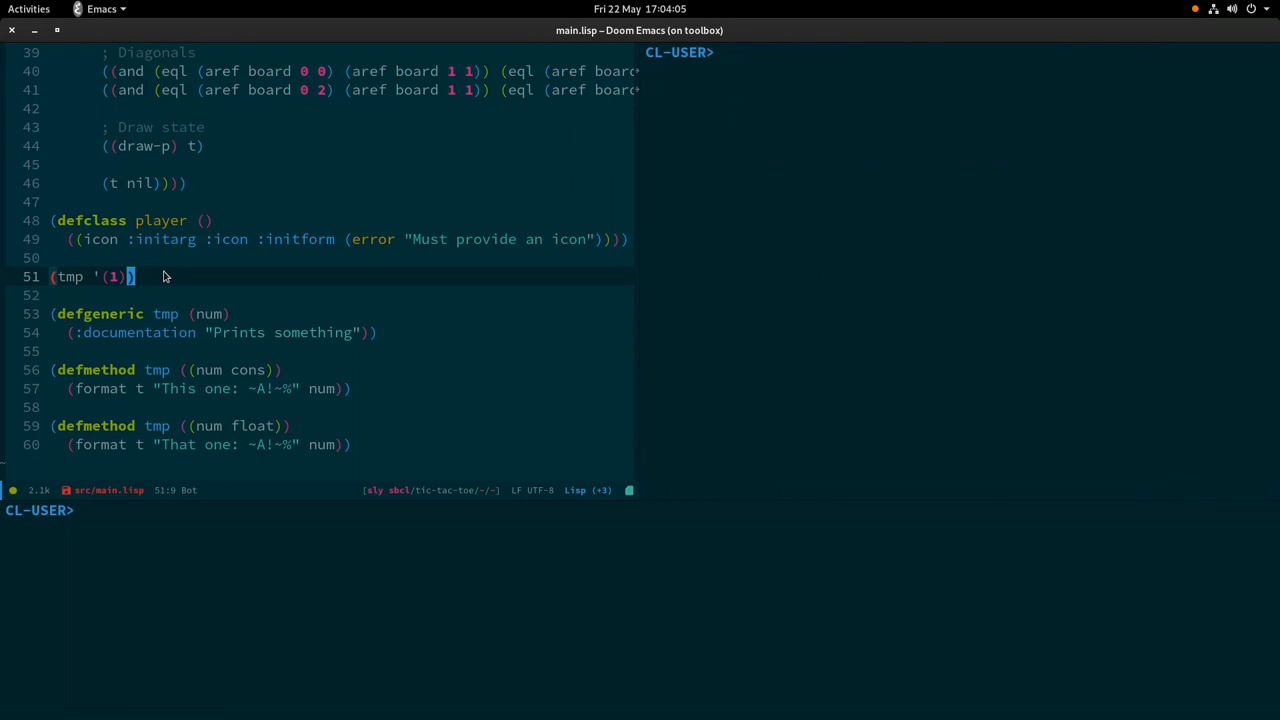 Activities Emacs Fri 22 May 17:04:05
main.lisp – Doom Emacs (on toolbox)
39 ; Diagonals
40 ((and (eql (aref board 0 0) (aref board 1 1)) (eql (aref board
41 ((and (eql (aref board 0 2) (aref board 1 1)) (eql (aref board
42
43 ; Draw state
44 ((draw-p) t)
45
46 (t nil))))
47
48 (defclass player ()
49 ((icon :initarg :icon :initform (error "Must provide an icon"))))
50
51 (tmp '(1))
52
53 (defgeneric tmp (num)
54 (:documentation "Prints something"))
55
56 (defmethod tmp ((num cons))
57 (format t "This one: ~A!~%" num))
58
59 (defmethod tmp ((num float))
60 (format t "That one: ~A!~%" num))
~
2.1k src/main.lisp 51:9 Bot [sly sbcl/tic-tac-toe/-/-] LF UTF-8 Lisp (+3)
CL-USER>
CL-USER>